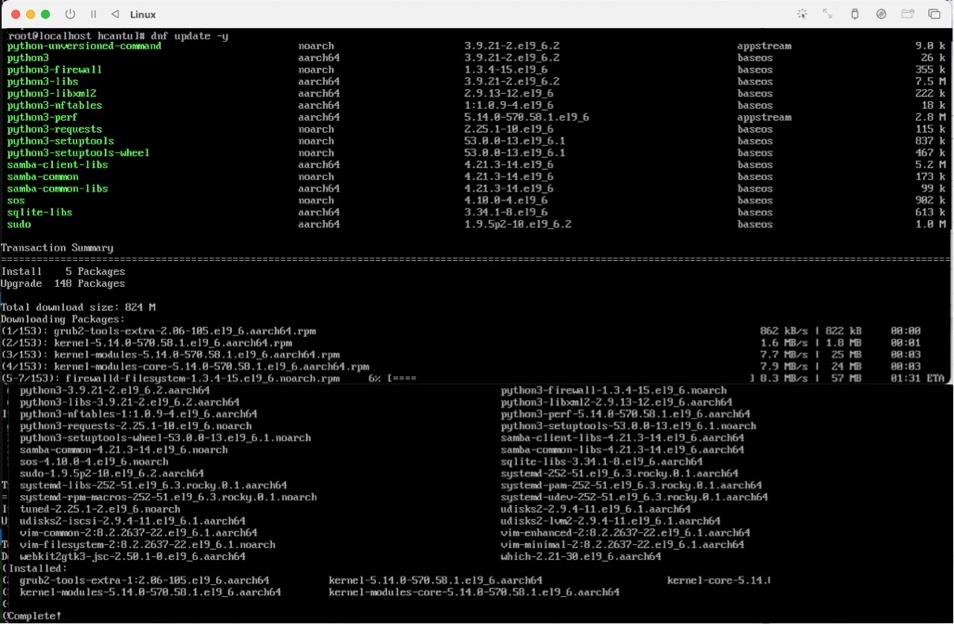 Linux
root@localhost hcantu]# dnf update -y
python-unversioned-command noarch 3.9.21-2.el9_6.2 appstream 9.0 k
python3 aarch64 3.9.21-2.el9_6.2 baseos 26 k
python3-firewall noarch 1.3.4-15.el9_6 baseos 355 k
python3-libs aarch64 3.9.21-2.el9_6.2 baseos 7.5 M
python3-libxml2 aarch64 2.9.13-12.el9_6 baseos 222 k
python3-nftables aarch64 1:1.0.9-4.el9_6 baseos 18 k
python3-perf aarch64 5.14.0-570.58.1.el9_6 appstream 2.8 M
python3-requests noarch 2.25.1-10.el9_6 baseos 115 k
python3-setuptools noarch 53.0.0-13.el9_6.1 baseos 837 k
python3-setuptools-wheel noarch 53.0.0-13.el9_6.1 baseos 467 k
samba-client-libs aarch64 4.21.3-14.el9_6 baseos 5.2 M
samba-common noarch 4.21.3-14.el9_6 baseos 173 k
samba-common-libs aarch64 4.21.3-14.el9_6 baseos 99 k
sos noarch 4.10.0-4.el9_6 baseos 902 k
sqlite-libs aarch64 3.34.1-8.el9_6 baseos 613 k
sudo aarch64 1.9.5p2-10.el9_6.2 baseos 1.0 M
Transaction Summary
Install 5 Packages
Upgrade 148 Packages
Total download size: 824 M
Downloading Packages:
(1/153): grub2-tools-extra-2.06-105.el9_6.aarch64.rpm 862 kB/s | 822 kB 00:00
(2/153): kernel-5.14.0-570.58.1.el9_6.aarch64.rpm 1.6 MB/s | 1.8 MB 00:01
(3/153): kernel-modules-5.14.0-570.58.1.el9_6.aarch64.rpm 7.7 MB/s | 25 MB 00:03
(4/153): kernel-modules-core-5.14.0-570.58.1.el9_6.aarch64.rpm 7.9 MB/s | 24 MB 00:03
(5-7/153): firewalld-filesystem-1.3.4-15.el9_6.noarch.rpm 6% [==== ] 8.3 MB/s | 57 MB 01:31 ETA
python3-3.9.21-2.el9_6.2.aarch64 python3-firewall-1.3.4-15.el9_6.noarch
python3-libs-3.9.21-2.el9_6.2.aarch64 python3-libxml2-2.9.13-12.el9_6.aarch64
python3-nftables-1:1.0.9-4.el9_6.aarch64 python3-perf-5.14.0-570.58.1.el9_6.aarch64
python3-requests-2.25.1-10.el9_6.noarch python3-setuptools-53.0.0-13.el9_6.1.noarch
python3-setuptools-wheel-53.0.0-13.el9_6.1.noarch samba-client-libs-4.21.3-14.el9_6.aarch64
samba-common-4.21.3-14.el9_6.noarch samba-common-libs-4.21.3-14.el9_6.aarch64
sos-4.10.0-4.el9_6.noarch sqlite-libs-3.34.1-8.el9_6.aarch64
sudo-1.9.5p2-10.el9_6.2.aarch64 systemd-252-51.el9_6.3.rocky.0.1.aarch64
systemd-libs-252-51.el9_6.3.rocky.0.1.aarch64 systemd-pam-252-51.el9_6.3.rocky.0.1.aarch64
systemd-rpm-macros-252-51.el9_6.3.rocky.0.1.noarch systemd-udev-252-51.el9_6.3.rocky.0.1.aarch64
tuned-2.25.1-2.el9_6.noarch udisks2-2.9.4-11.el9_6.1.aarch64
udisks2-iscsi-2.9.4-11.el9_6.1.aarch64 udisks2-lvm2-2.9.4-11.el9_6.1.aarch64
vim-common-2:8.2.2637-22.el9_6.1.aarch64 vim-enhanced-2:8.2.2637-22.el9_6.1.aarch64
vim-filesystem-2:8.2.2637-22.el9_6.1.noarch vim-minimal-2:8.2.2637-22.el9_6.1.aarch64
webkit2gtk3-jsc-2.50.1-0.el9_6.aarch64 which-2.21-30.el9_6.aarch64
Installed:
grub2-tools-extra-1:2.06-105.el9_6.aarch64 kernel-5.14.0-570.58.1.el9_6.aarch64 kernel-core-5.14.
kernel-modules-5.14.0-570.58.1.el9_6.aarch64 kernel-modules-core-5.14.0-570.58.1.el9_6.aarch64
Complete!